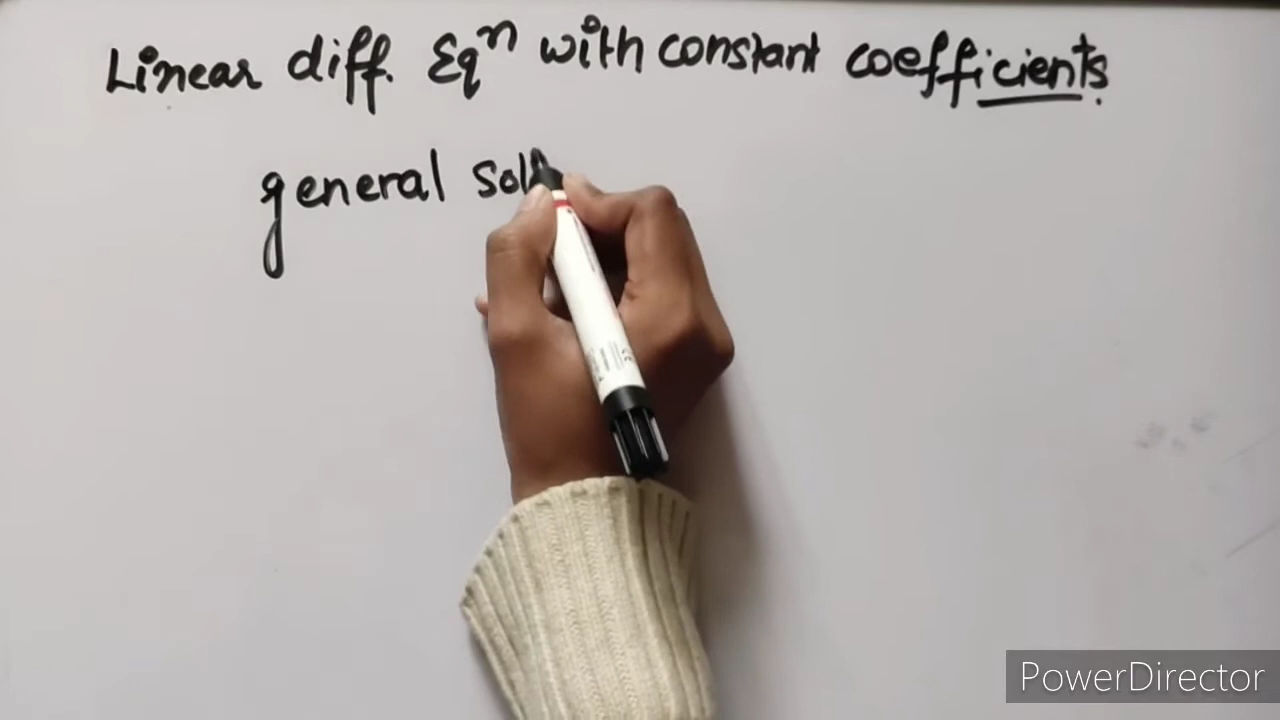 Linear diff. Eqⁿ with constant coefficients.
general sol
PowerDirector